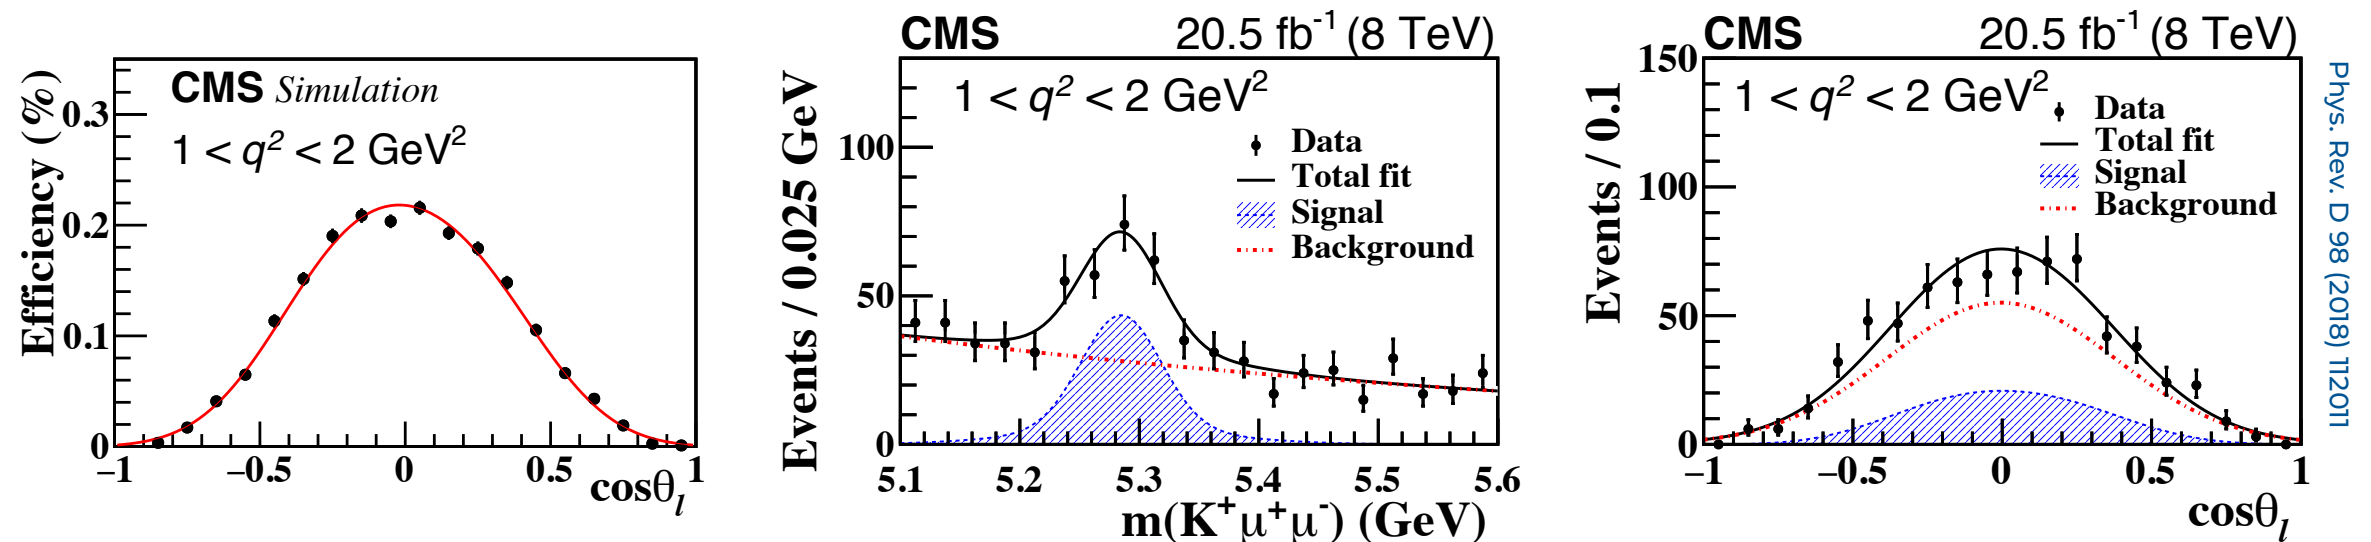 CMS Simulation
1 < q² < 2 GeV²
Efficiency (%)
0.3
0.2
0.1
0
−1
−0.5
0
0.5
1
cosθl
CMS 20.5 fb⁻¹ (8 TeV)
1 < q² < 2 GeV²
Data
Total fit
Signal
Background
Events / 0.025 GeV
100
50
0
5.1
5.2
5.3
5.4
5.5
5.6
m(K⁺μ⁺μ⁻) (GeV)
CMS 20.5 fb⁻¹ (8 TeV)
1 < q² < 2 GeV²
Data
Total fit
Signal
Background
Events / 0.1
150
100
50
0
−1
−0.5
0
0.5
1
cosθl
Phys. Rev. D 98 (2018) 112011